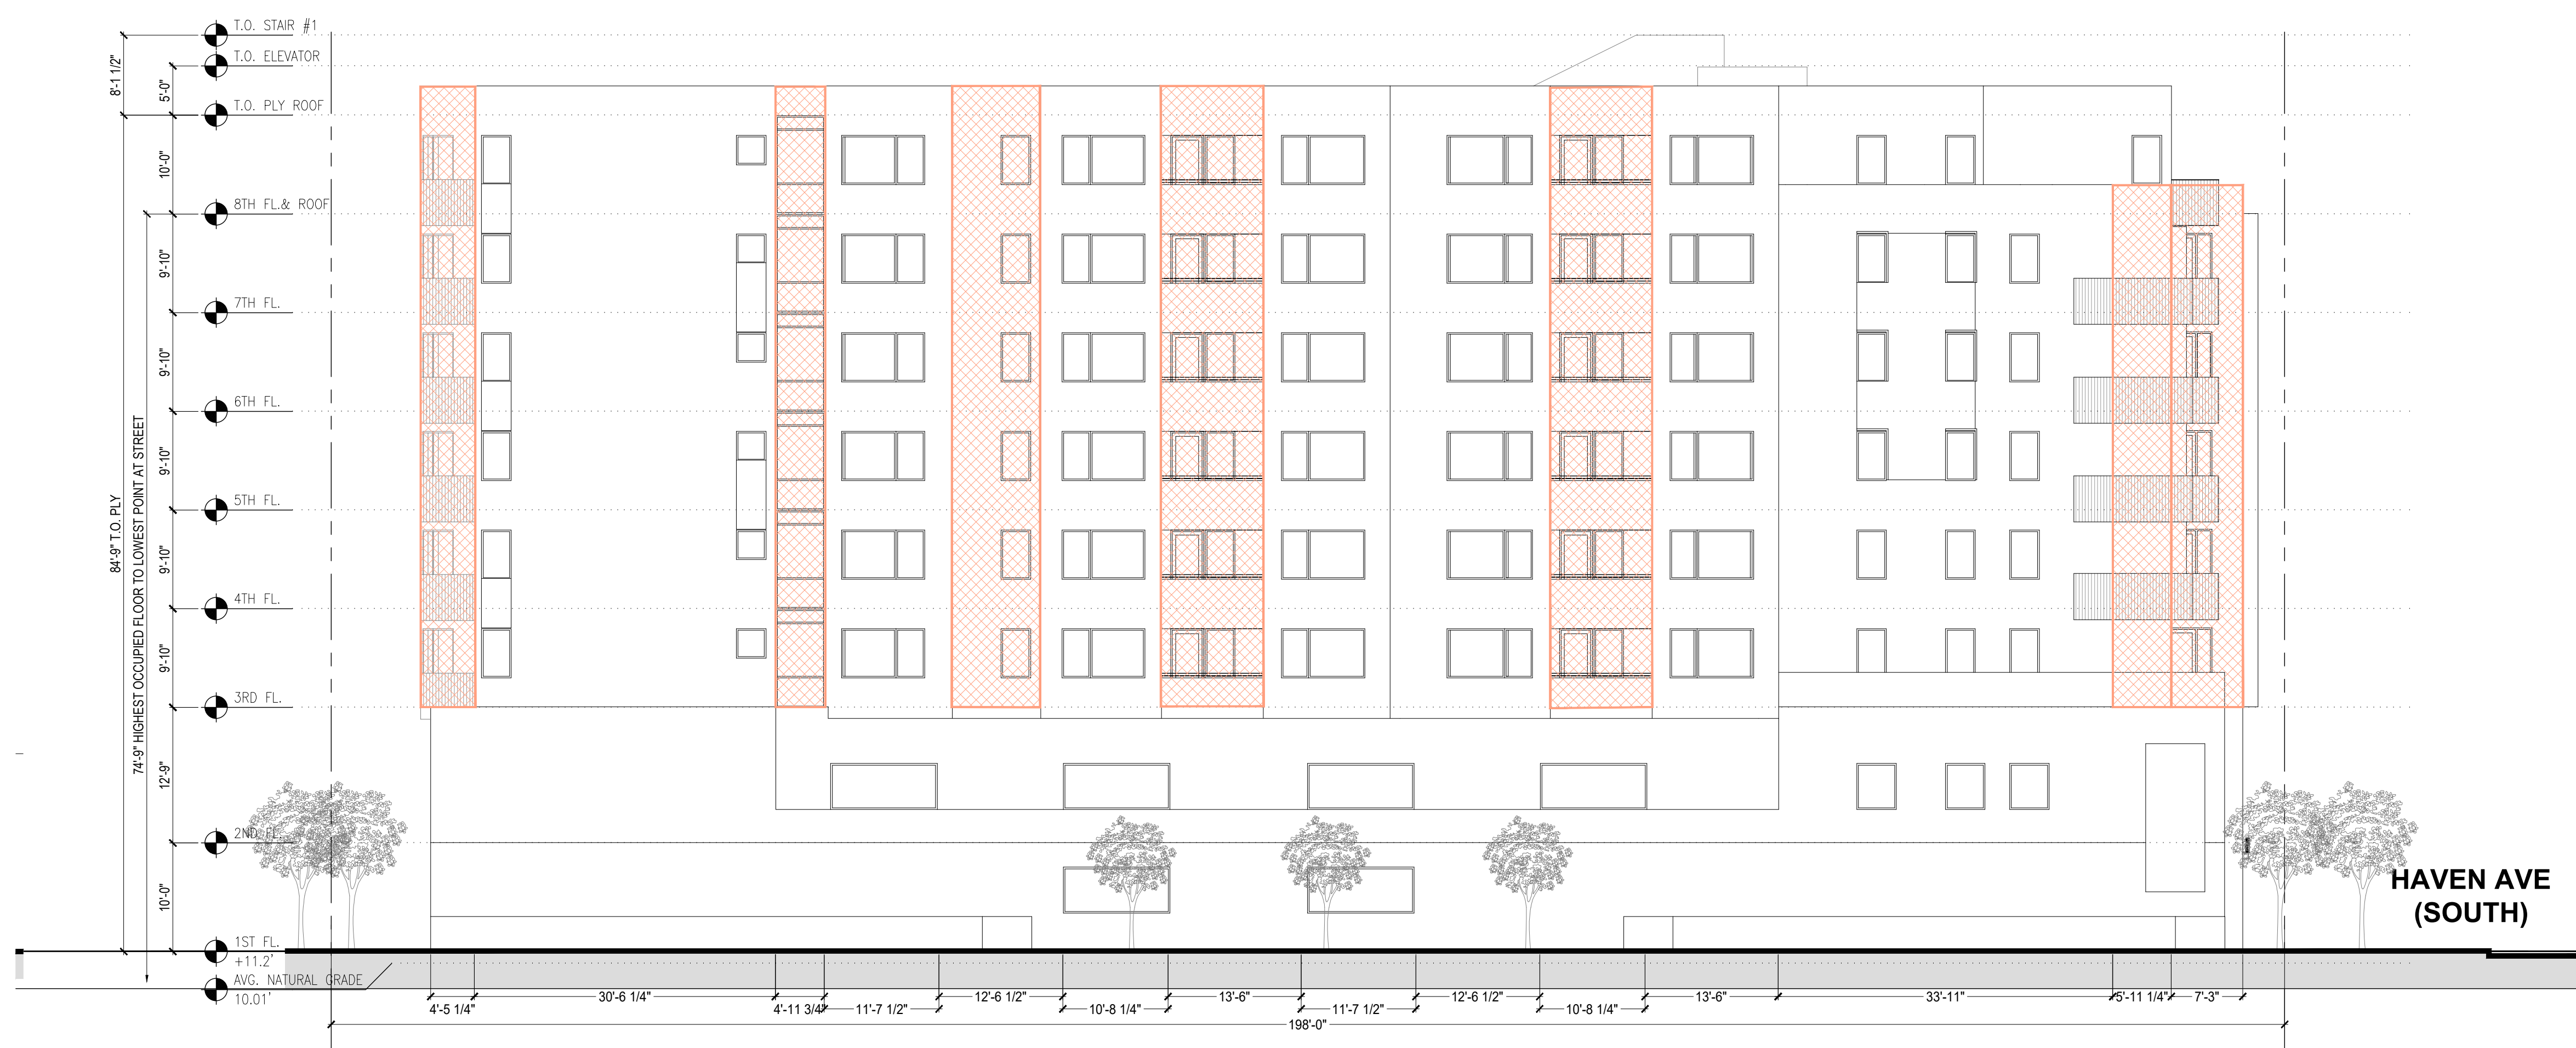 T.O. STAIR #1
T.O. ELEVATOR
T.O. PLY ROOF
8TH FL.& ROOF
7TH FL.
6TH FL.
5TH FL.
4TH FL.
3RD FL.
2ND FL.
1ST FL.
+11.2'
AVG. NATURAL GRADE
10.01'
8'-1 1/2"
5'-0"
10'-0"
9'-10"
9'-10"
9'-10"
9'-10"
9'-10"
12'-9"
10'-0"
84'-9" T.O. PLY
74'-9" HIGHEST OCCUPIED FLOOR TO LOWEST POINT AT STREET
HAVEN AVE
(SOUTH)
4'-5 1/4"
30'-6 1/4"
4'-11 3/4"
11'-7 1/2"
12'-6 1/2"
10'-8 1/4"
13'-6"
11'-7 1/2"
12'-6 1/2"
10'-8 1/4"
13'-6"
33'-11"
5'-11 1/4"
7'-3"
198'-0"